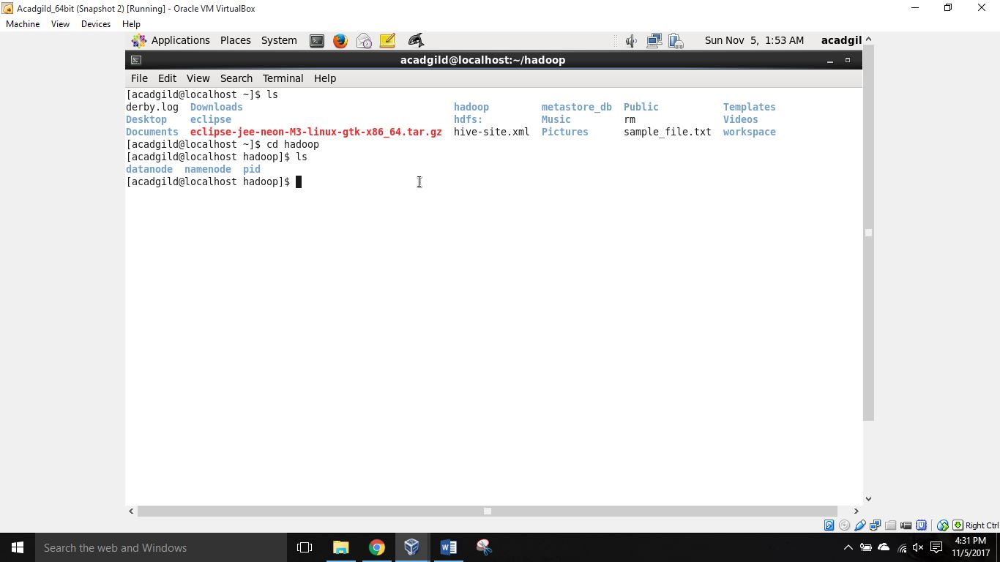 Acadgild_64bit (Snapshot 2) [Running] - Oracle VM VirtualBox
Machine View Devices Help
Applications Places System Sun Nov 5, 1:53 AM acadgil
acadgild@localhost:~/hadoop
File Edit View Search Terminal Help
[acadgild@localhost ~]$ ls
derby.log Downloads hadoop metastore_db Public Templates
Desktop eclipse hdfs: Music rm Videos
Documents eclipse-jee-neon-M3-linux-gtk-x86_64.tar.gz hive-site.xml Pictures sample_file.txt workspace
[acadgild@localhost ~]$ cd hadoop
[acadgild@localhost hadoop]$ ls
datanode namenode pid
[acadgild@localhost hadoop]$
Right Ctrl
Search the web and Windows
4:31 PM
11/5/2017